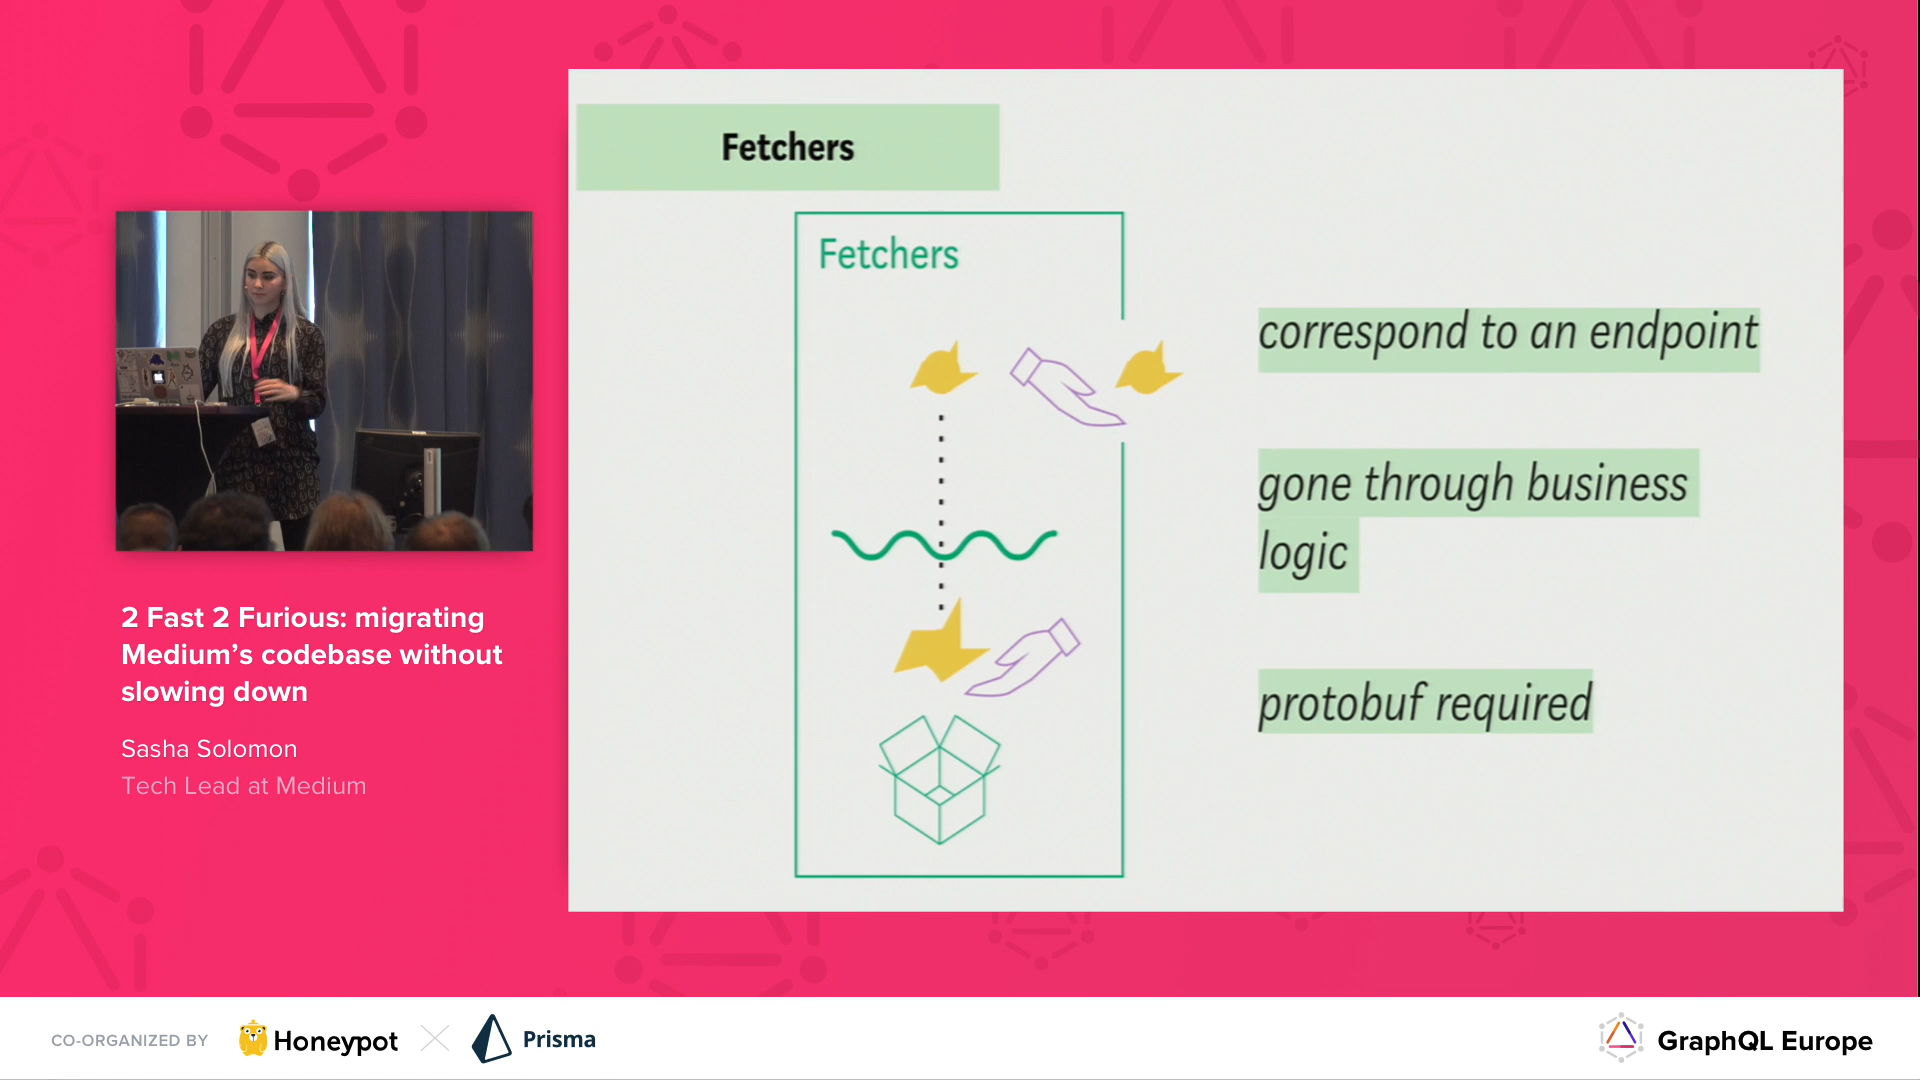 Fetchers
Fetchers
correspond to an endpoint
gone through business
logic
protobuf required
2 Fast 2 Furious: migrating
Medium’s codebase without
slowing down
Sasha Solomon
Tech Lead at Medium
CO-ORGANIZED BY
Honeypot
Prisma
GraphQL Europe